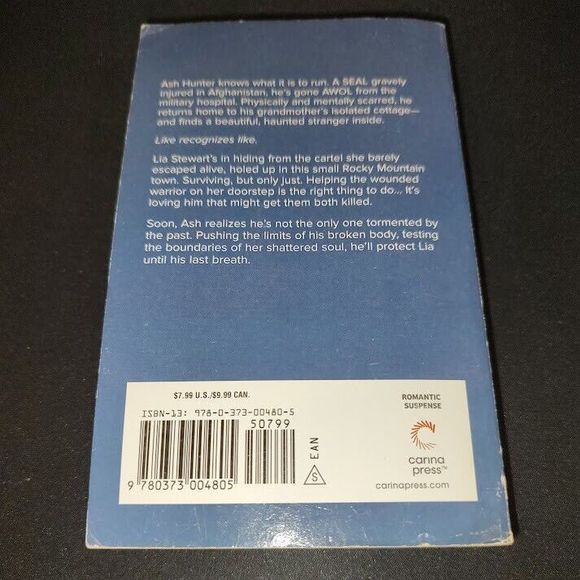 Ash Hunter knows what it is to run. A SEAL gravely
injured in Afghanistan, he's gone AWOL from the
military hospital. Physically and mentally scarred, he
returns home to his grandmother's isolated cottage—
and finds a beautiful, haunted stranger inside.
Like recognizes like.
Lia Stewart's in hiding from the cartel she barely
escaped alive, holed up in this small Rocky Mountain
town. Surviving, but only just. Helping the wounded
warrior on her doorstep is the right thing to do... It's
loving him that might get them both killed.
Soon, Ash realizes he's not the only one tormented by
the past. Pushing the limits of his broken body, testing
the boundaries of her shattered soul, he'll protect Lia
until his last breath.
$7.99 U.S./$9.99 CAN.
ISBN-13: 978-0-373-00480-5
50799
EAN
S
9 780373 004805
ROMANTIC
SUSPENSE
carina
press™
carinapress.com